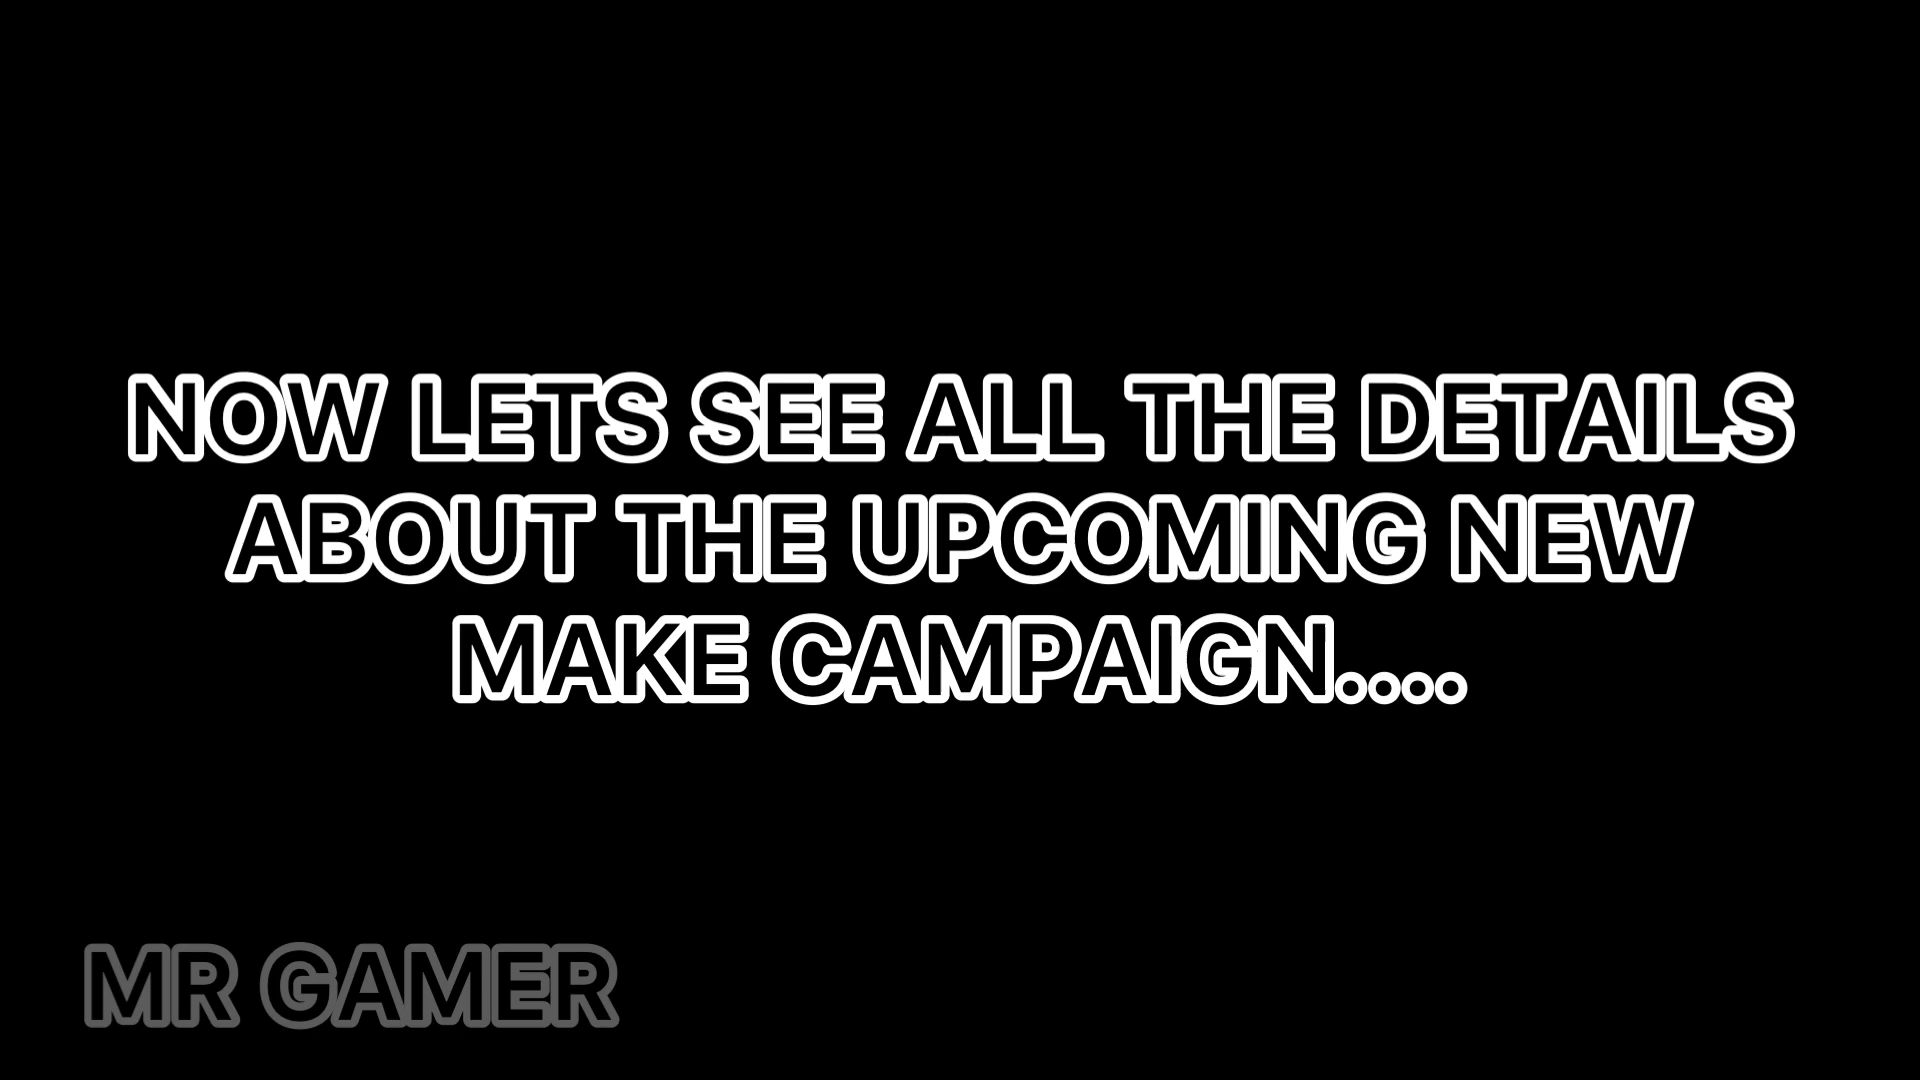 NOW LETS SEE ALL THE DETAILS
ABOUT THE UPCOMING NEW
MAKE CAMPAIGN....
MR GAMER